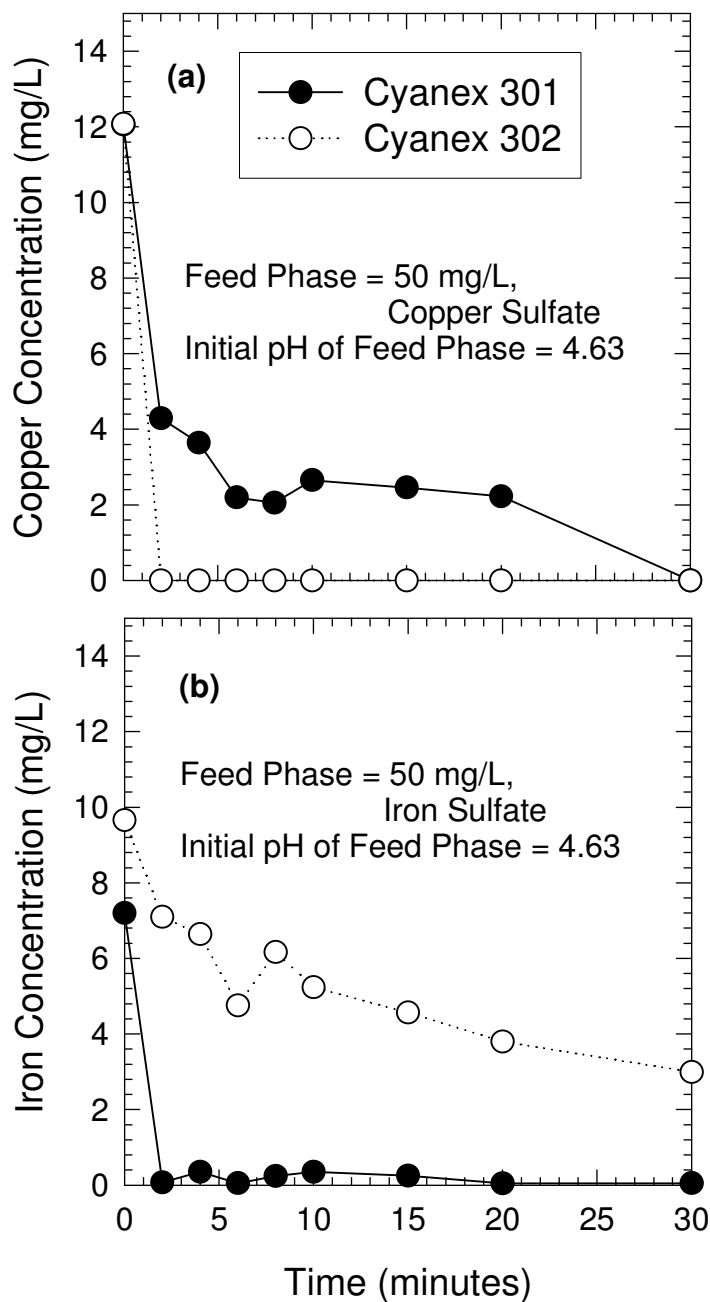 (a)
Cyanex 301
Cyanex 302
Feed Phase = 50 mg/L,
Copper Sulfate
Initial pH of Feed Phase = 4.63
Copper Concentration (mg/L)
14
12
10
8
6
4
2
0
(b)
Feed Phase = 50 mg/L,
Iron Sulfate
Initial pH of Feed Phase = 4.63
Iron Concentration (mg/L)
14
12
10
8
6
4
2
0
0 5 10 15 20 25 30
Time (minutes)